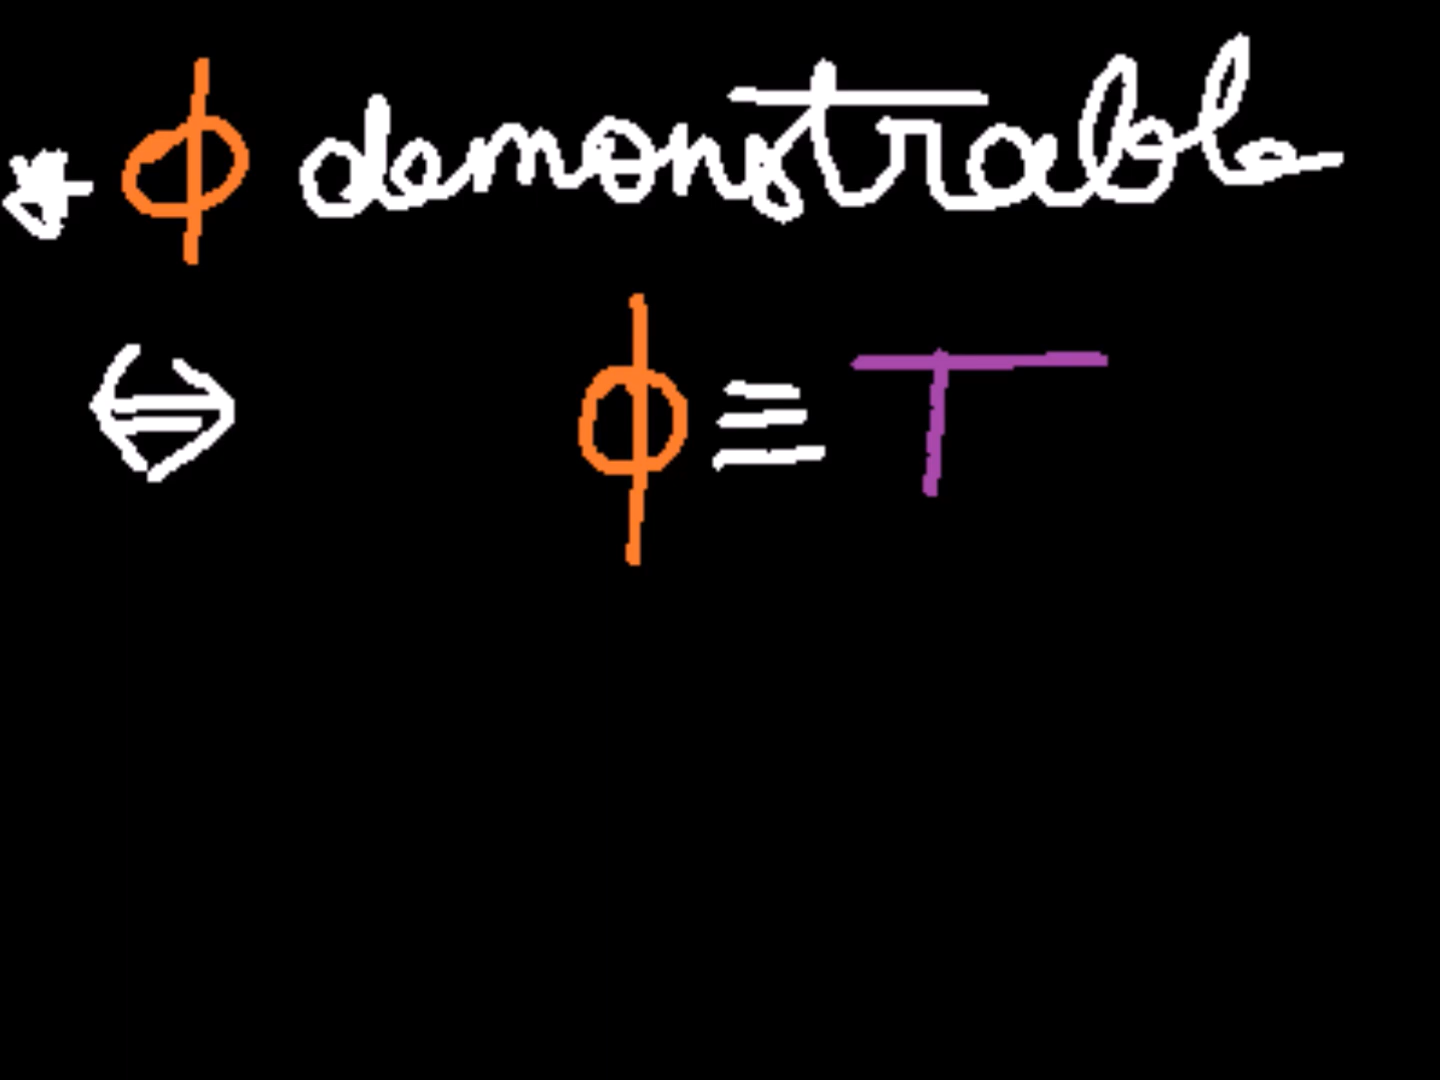 * ϕ demonstrable
⇔ ϕ ≡ T